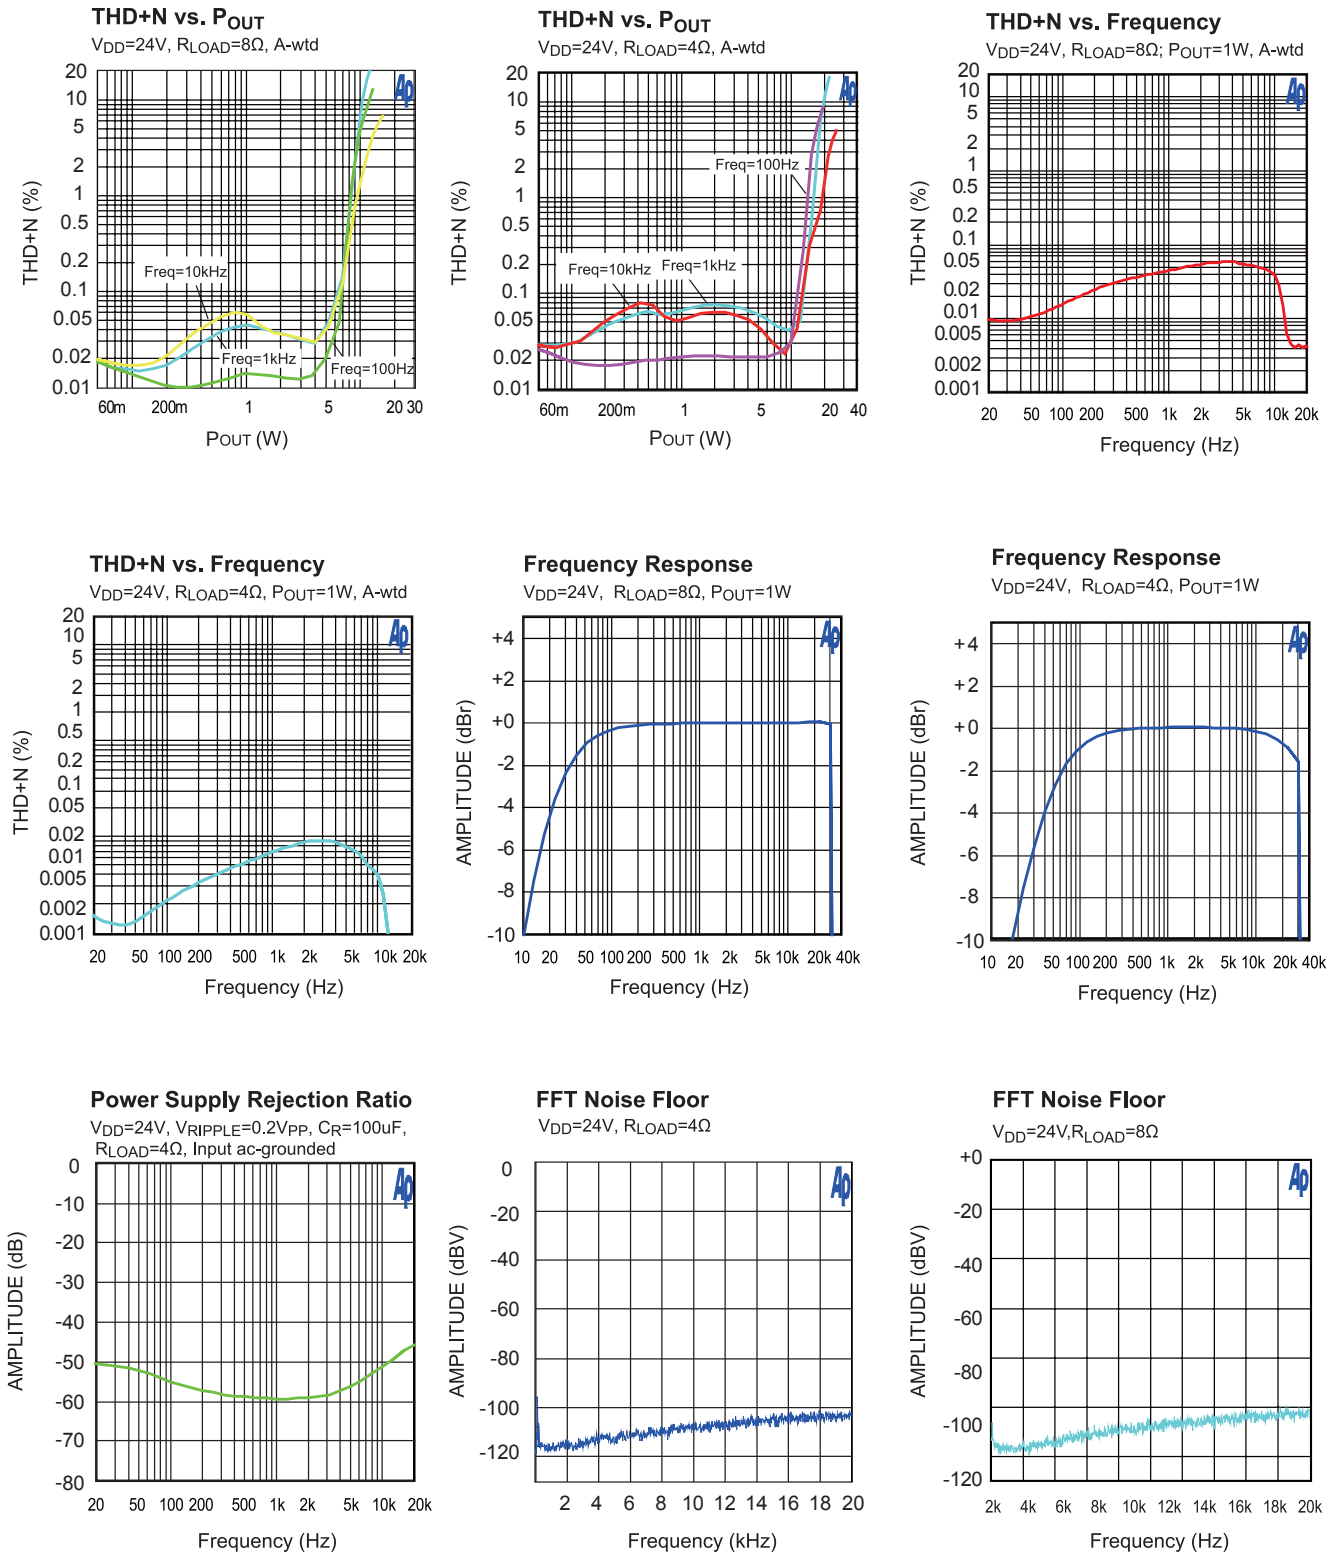 THD+N vs. POUT
VDD=24V, RLOAD=8Ω, A-wtd
Ap
THD+N (%)
20
10
5
2
1
0.5
0.2
0.1
0.05
0.02
0.01
Freq=10kHz
Freq=1kHz
Freq=100Hz
60m 200m 1 5 20 30
POUT (W)
THD+N vs. POUT
VDD=24V, RLOAD=4Ω, A-wtd
Ap
THD+N (%)
20
10
5
2
1
0.5
0.2
0.1
0.05
0.02
0.01
Freq=100Hz
Freq=10kHz
Freq=1kHz
60m 200m 1 5 20 40
POUT (W)
THD+N vs. Frequency
VDD=24V, RLOAD=8Ω; POUT=1W, A-wtd
Ap
THD+N (%)
20
10
5
2
1
0.5
0.2
0.1
0.05
0.02
0.01
0.005
0.002
0.001
20 50 100 200 500 1k 2k 5k 10k 20k
Frequency (Hz)
THD+N vs. Frequency
VDD=24V, RLOAD=4Ω, POUT=1W, A-wtd
Ap
THD+N (%)
20
10
5
2
1
0.5
0.2
0.1
0.05
0.02
0.01
0.005
0.002
0.001
20 50 100 200 500 1k 2k 5k 10k 20k
Frequency (Hz)
Frequency Response
VDD=24V, RLOAD=8Ω, POUT=1W
Ap
AMPLITUDE (dBr)
+4
+2
+0
-2
-4
-6
-8
-10
10 20 50 100 200 500 1k 2k 5k 10k 20k 40k
Frequency (Hz)
Frequency Response
VDD=24V, RLOAD=4Ω, POUT=1W
Ap
AMPLITUDE (dBr)
+4
+2
+0
-2
-4
-6
-8
-10
10 20 50 100 200 500 1k 2k 5k 10k 20k 40k
Frequency (Hz)
Power Supply Rejection Ratio
VDD=24V, VRIPPLE=0.2VPP, CR=100uF,
RLOAD=4Ω, Input ac-grounded
Ap
AMPLITUDE (dB)
0
-10
-20
-30
-40
-50
-60
-70
-80
20 50 100 200 500 1k 2k 5k 10k 20k
Frequency (Hz)
FFT Noise Floor
VDD=24V, RLOAD=4Ω
Ap
AMPLITUDE (dBV)
0
-20
-40
-60
-80
-100
-120
2 4 6 8 10 12 14 16 18 20
Frequency (kHz)
FFT Noise Floor
VDD=24V,RLOAD=8Ω
Ap
AMPLITUDE (dBV)
+0
-20
-40
-60
-80
-100
-120
2k 4k 6k 8k 10k 12k 14k 16k 18k 20k
Frequency (Hz)